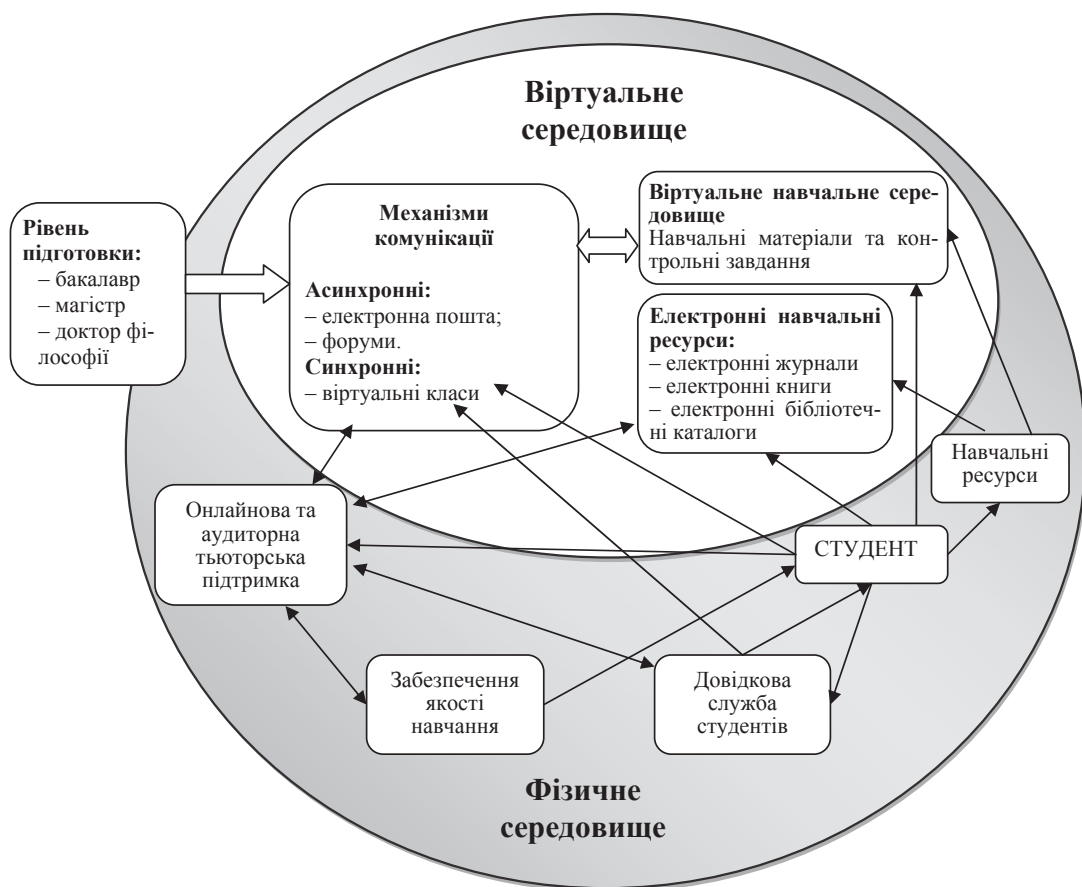 Віртуальне
середовище
Рівень
підготовки:
– бакалавр
– магістр
– доктор фі-
лософії
Механізми
комунікації
Асинхронні:
– електронна пошта;
– форуми.
Синхронні:
– віртуальні класи
Віртуальне навчальне сере-
довище
Навчальні матеріали та кон-
трольні завдання
Електронні навчальні
ресурси:
– електронні журнали
– електронні книги
– електронні бібліотеч-
ні каталоги
Навчальні
ресурси
Онлайнова та
аудиторна
тьюторська
підтримка
СТУДЕНТ
Забезпечення
якості
навчання
Довідкова
служба
студентів
Фізичне
середовище